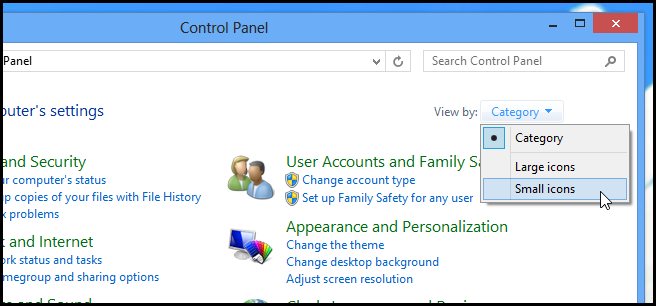 Control Panel
Panel
Search Control Panel
puter's settings
View by: Category
Category
Large icons
Small icons
and Security
ur computer's status
p copies of your files with File History
x problems
User Accounts and Family Sa
Change account type
Set up Family Safety for any user
k and Internet
ork status and tasks
megroup and sharing options
Appearance and Personalization
Change the theme
Change desktop background
Adjust screen resolution